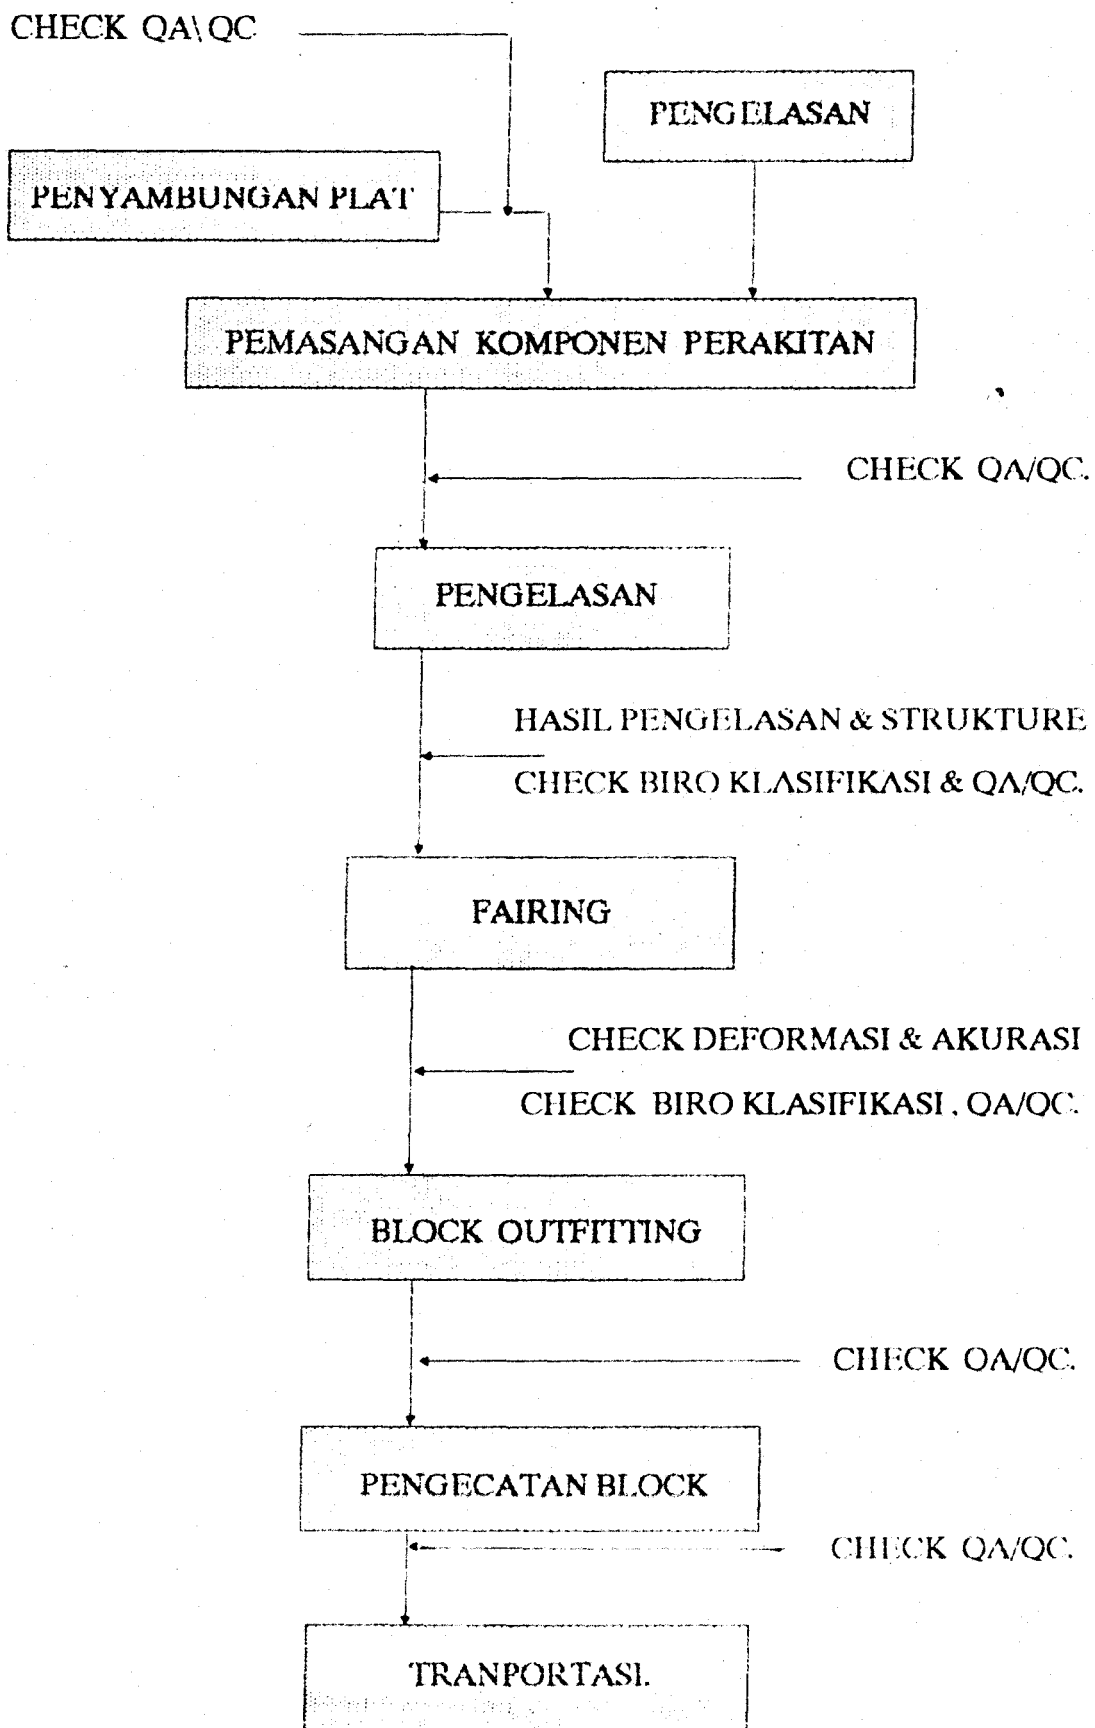 CHECK QA\QC
PENGELASAN
PENYAMBUNGAN PLAT
PEMASANGAN KOMPONEN PERAKITAN
CHECK QA/QC.
PENGELASAN
HASIL PENGELASAN & STRUKTURE
CHECK BIRO KLASIFIKASI & QA/QC.
FAIRING
CHECK DEFORMASI & AKURASI
CHECK BIRO KLASIFIKASI, QA/QC.
BLOCK OUTFITTING
CHECK QA/QC.
PENGECATAN BLOCK
CHECK QA/QC.
TRANPORTASI.